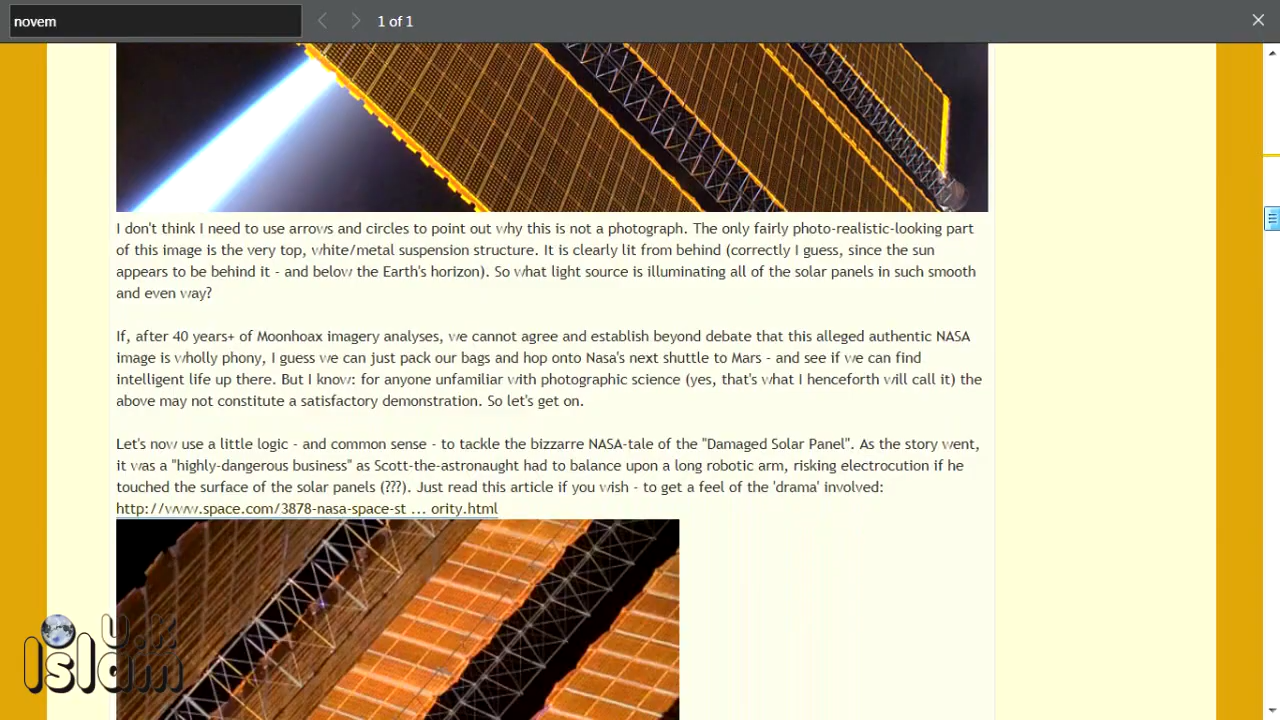 novem
1 of 1
I don't think I need to use arrows and circles to point out why this is not a photograph. The only fairly photo-realistic-looking part
of this image is the very top, white/metal suspension structure. It is clearly lit from behind (correctly I guess, since the sun
appears to be behind it - and below the Earth's horizon). So what light source is illuminating all of the solar panels in such smooth
and even way?
If, after 40 years+ of Moonhoax imagery analyses, we cannot agree and establish beyond debate that this alleged authentic NASA
image is wholly phony, I guess we can just pack our bags and hop onto Nasa's next shuttle to Mars - and see if we can find
intelligent life up there. But I know: for anyone unfamiliar with photographic science (yes, that's what I henceforth will call it) the
above may not constitute a satisfactory demonstration. So let's get on.
Let's now use a little logic - and common sense - to tackle the bizzarre NASA-tale of the "Damaged Solar Panel". As the story went,
it was a "highly-dangerous business" as Scott-the-astronaught had to balance upon a long robotic arm, risking electrocution if he
touched the surface of the solar panels (???). Just read this article if you wish - to get a feel of the 'drama' involved:
http://www.space.com/3878-nasa-space-st ... ority.html
U.K
Islam